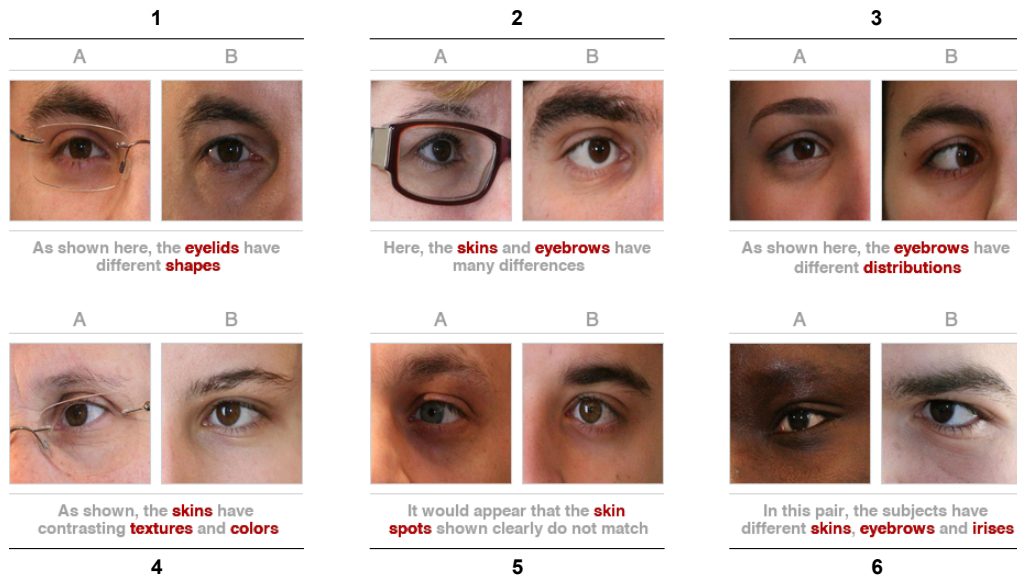 1
2
3
A
B
A
B
A
B
As shown here, the eyelids have
different shapes
Here, the skins and eyebrows have
many differences
As shown here, the eyebrows have
different distributions
A
B
A
B
A
B
As shown, the skins have
contrasting textures and colors
It would appear that the skin
spots shown clearly do not match
In this pair, the subjects have
different skins, eyebrows and irises
4
5
6